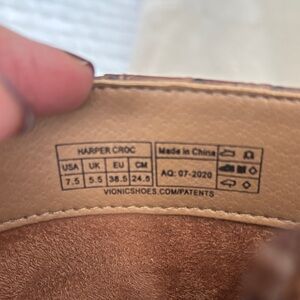 HARPER CROC
USA UK EU CM
7.5 5.5 38.5 24.5
Made in China
AQ: 07-2020
VIONICSHOES.COM/PATENTS